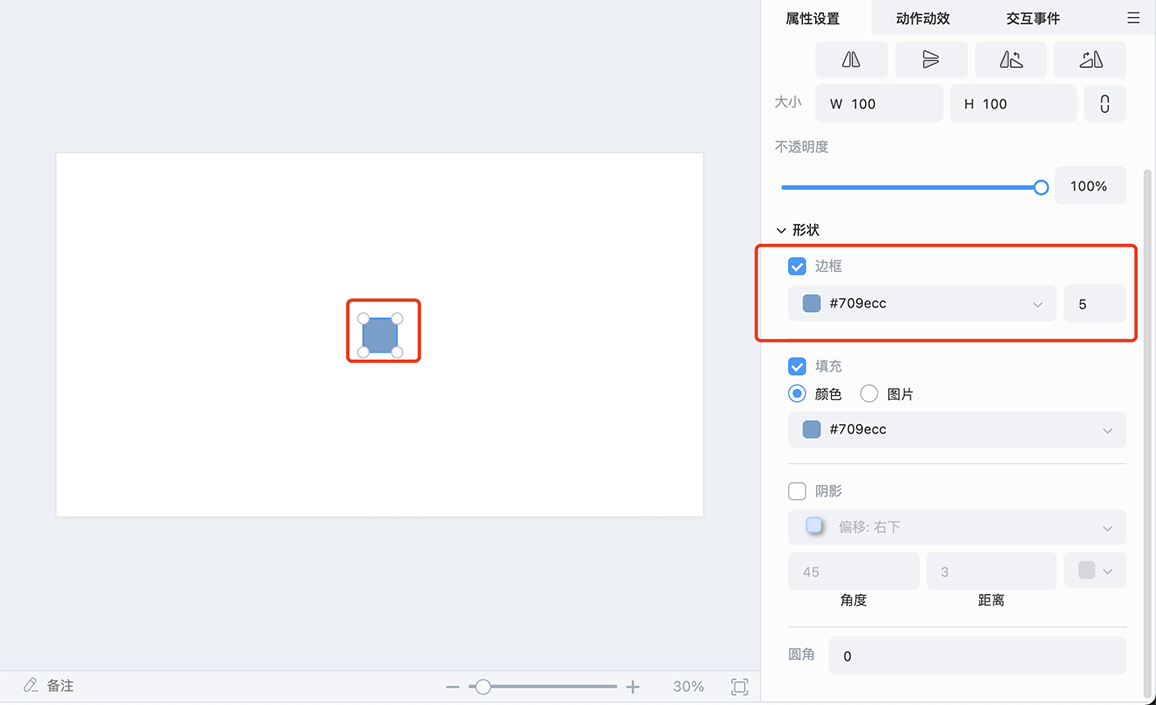 属性设置 动作动效 交互事件
大小 W 100 H 100
不透明度
100%
形状
边框
#709ecc 5
填充
颜色 图片
#709ecc
阴影
偏移: 右下
45 3
角度 距离
圆角 0
备注 30%